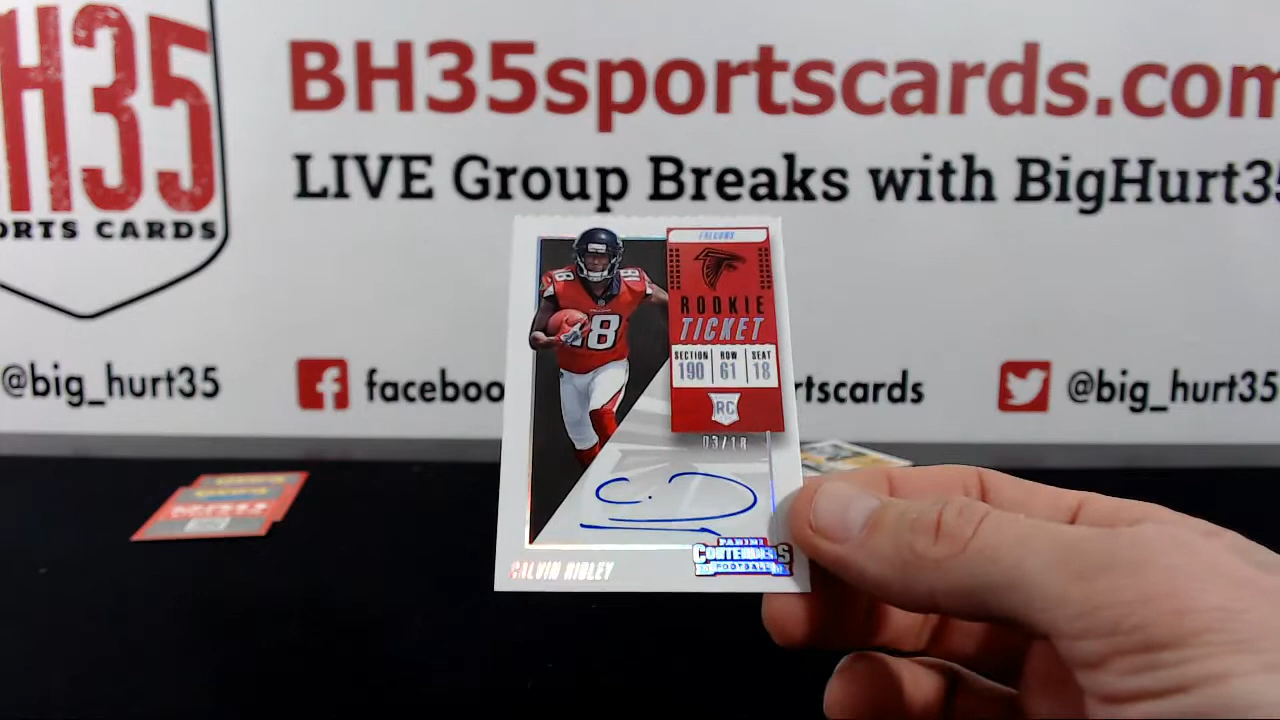 H35
ORTS CARDS
BH35sportscards.com
LIVE Group Breaks with BigHurt35
@big_hurt35
faceboo
rtscards
@big_hurt35
FALCONS
ROOKIE
TICKET
SECTION ROW SEAT
190 61 18
RC
03/18
18
18
CALVIN RIDLEY
PANINI
CONTENDERS
FOOTBALL